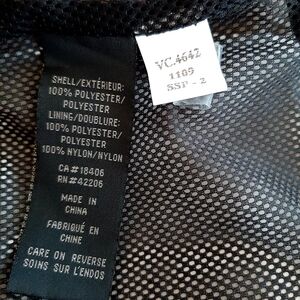 SHELL/EXTÉRIEUR:
100% POLYESTER/
POLYESTER
LINING/DOUBLURE:
100% POLYESTER/
POLYESTER
100% NYLON/NYLON
CA#18406
RN#42206
MADE IN
CHINA
FABRIQUÉ EN
CHINE
CARE ON REVERSE
SOINS SUR L'ENDOS
VC.4642
1109
SSP - 2